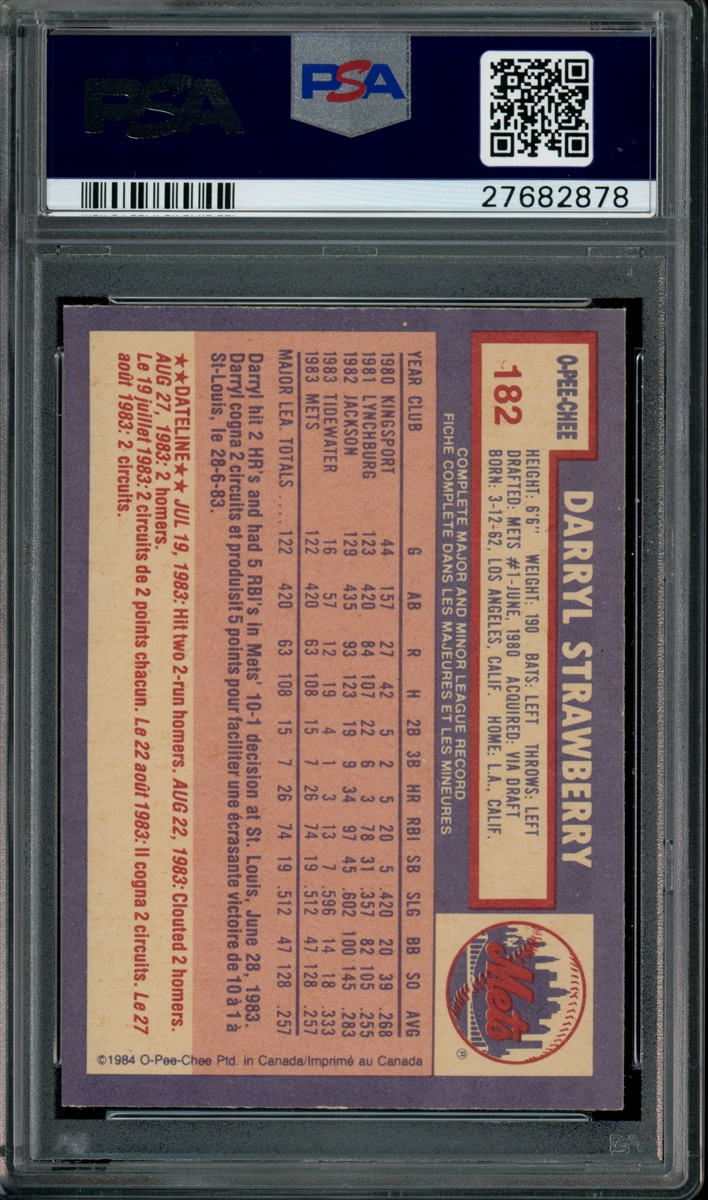 PSA
PSA
27682878
O-PEE-CHEE
182
DARRYL STRAWBERRY
HEIGHT: 6'6" WEIGHT: 190 BATS: LEFT THROWS: LEFT
DRAFTED: METS #1-JUNE, 1980 ACQUIRED: VIA DRAFT
BORN: 3-12-62, LOS ANGELES, CALIF. HOME: L.A., CALIF.
Mets
COMPLETE MAJOR AND MINOR LEAGUE RECORD
FICHE COMPLETE DANS LES MAJEURES ET LES MINEURES
YEAR CLUB G AB R H 2B 3B HR RBI SB SLG BB SO AVG
1980 KINGSPORT 44 157 27 42 5 2 5 20 5 .420 20 39 .268
1981 LYNCHBURG 123 420 84 107 22 6 3 78 31 .357 82 105 .255
1982 JACKSON 129 435 93 123 19 9 34 97 45 .602 100 145 .283
1983 TIDEWATER 16 57 12 19 4 1 3 13 7 .596 14 18 .333
1983 METS 122 420 63 108 15 7 26 74 19 .512 47 128 .257
MAJOR LEA. TOTALS ..... 122 420 63 108 15 7 26 74 19 .512 47 128 .257
Darryl hit 2 HR's and had 5 RBI's in Mets' 10-1 decision at St. Louis, June 28, 1983.
Darryl cogna 2 circuits et produisit 5 points pour faciliter une écrasante victoire de 10 à 1 à
St-Louis, le 28-6-83.
★★DATELINE★★ JUL 19, 1983: Hit two 2-run homers. AUG 22, 1983: Clouted 2 homers.
AUG 27, 1983: 2 homers.
Le 19 juillet 1983: 2 circuits de 2 points chacun. Le 22 août 1983: Il cogna 2 circuits. Le 27
août 1983: 2 circuits.
©1984 O-Pee-Chee Ptd. in Canada/Imprimé au Canada